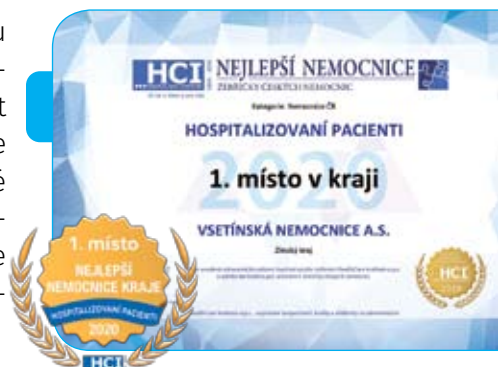 u
-
t
e
é
-
e
-
HCI NEJLEPŠÍ NEMOCNICE
ŽEBŘÍČKY ČESKÝCH NEMOCNIC
Kategorie: Nemocnice ČR
HOSPITALIZOVANÍ PACIENTI
2020
1. místo v kraji
VSETÍNSKÁ NEMOCNICE A.S.
Zlínský kraj
HCI
1. místo
NEJLEPŠÍ
NEMOCNICE KRAJE
HOSPITALIZOVANÍ PACIENTI
2020
HCI